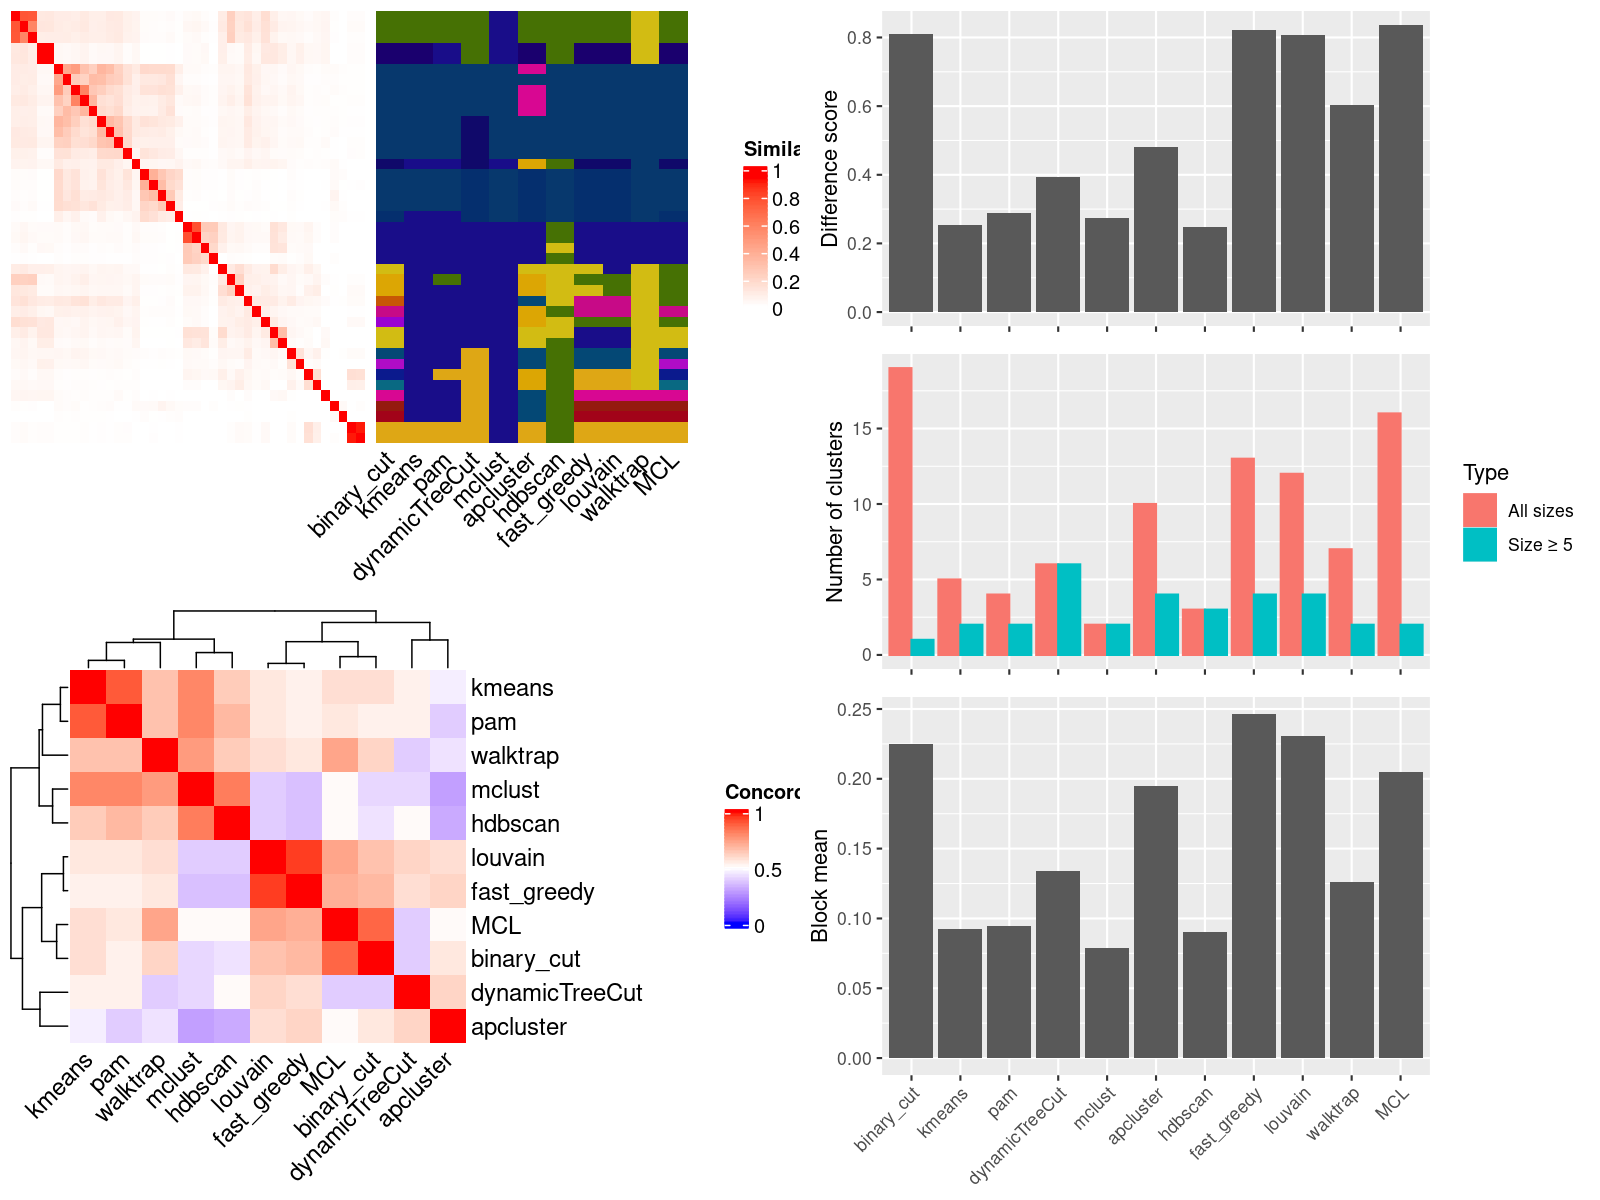 Simila
1
0.8
0.6
0.4
0.2
0
binary_cut
kmeans
pam
dynamicTreeCut
mclust
apcluster
hdbscan
fast_greedy
louvain
walktrap
MCL
kmeans
pam
walktrap
mclust
hdbscan
louvain
fast_greedy
MCL
binary_cut
dynamicTreeCut
apcluster
kmeans
pam
walktrap
mclust
hdbscan
louvain
fast_greedy
MCL
binary_cut
dynamicTreeCut
apcluster
Concord
1
0.5
0
Difference score
0.8
0.6
0.4
0.2
0.0
Number of clusters
15
10
5
0
Type
All sizes
Size ≥ 5
Block mean
0.25
0.20
0.15
0.10
0.05
0.00
binary_cut
kmeans
pam
dynamicTreeCut
mclust
apcluster
hdbscan
fast_greedy
louvain
walktrap
MCL